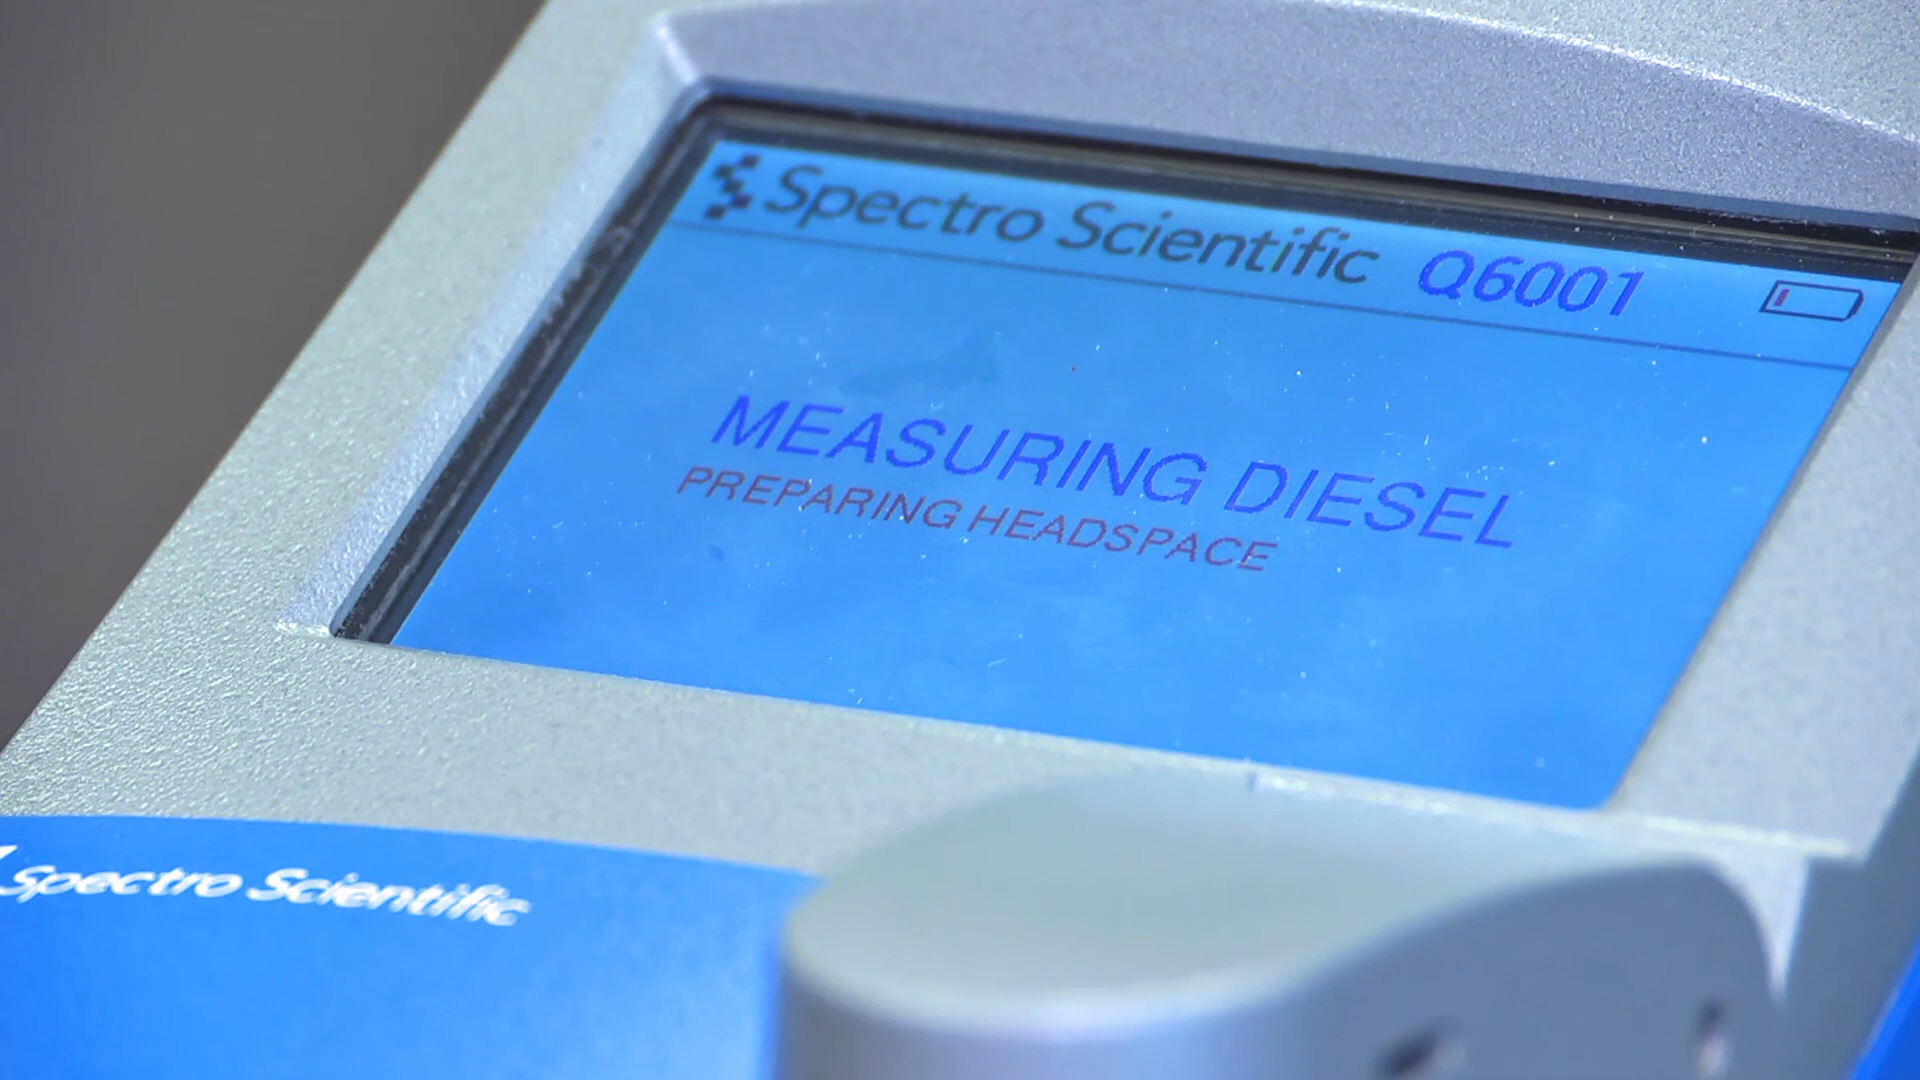 Spectro Scientific Q6001
MEASURING DIESEL
PREPARING HEADSPACE
Spectro Scientific